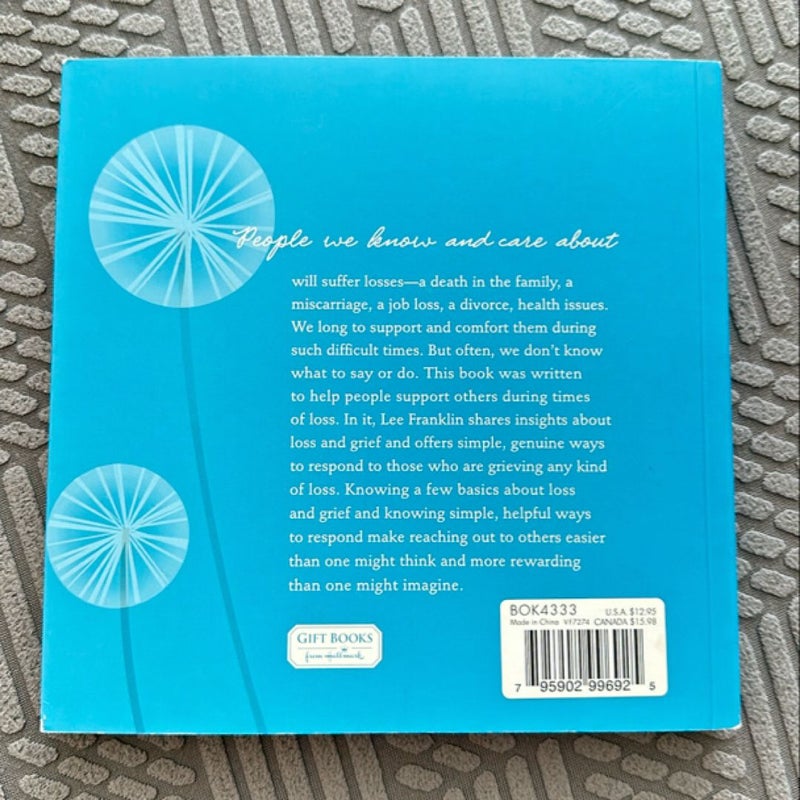 People we know and care about
will suffer losses—a death in the family, a
miscarriage, a job loss, a divorce, health issues.
We long to support and comfort them during
such difficult times. But often, we don't know
what to say or do. This book was written
to help people support others during times
of loss. In it, Lee Franklin shares insights about
loss and grief and offers simple, genuine ways
to respond to those who are grieving any kind
of loss. Knowing a few basics about loss
and grief and knowing simple, helpful ways
to respond make reaching out to others easier
than one might think and more rewarding
than one might imagine.
GIFT BOOKS
from Hallmark
BOK4333 U.S.A. $12.95
Made in China V17274 CANADA $15.98
7 95902 99692 5